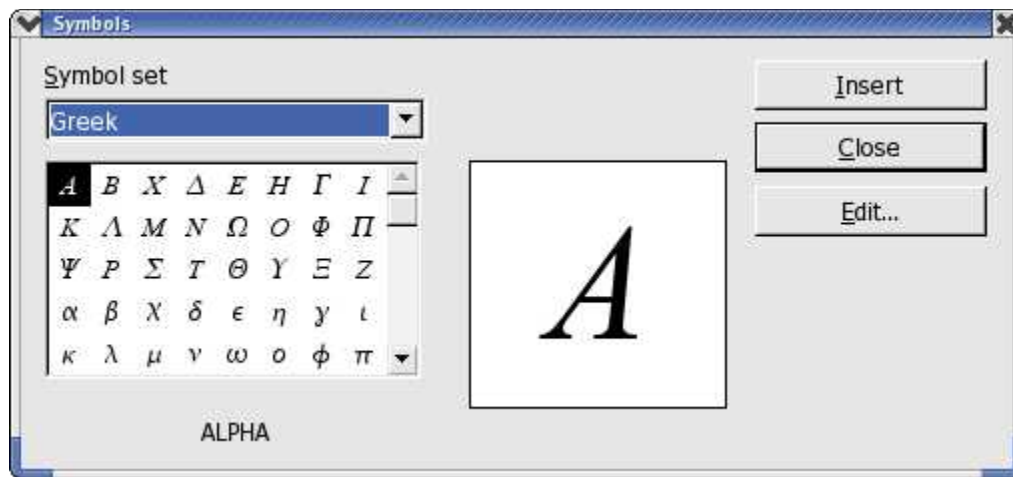 Symbols
Symbol set
Greek
Α Β Χ Δ Ε Η Γ Ι
Κ Λ Μ Ν Ω Ο Φ Π
Ψ Ρ Σ Τ Θ Υ Ξ Ζ
α β χ δ ϵ η γ ι
κ λ μ ν ω ο ϕ π
ALPHA
Α
Insert
Close
Edit...